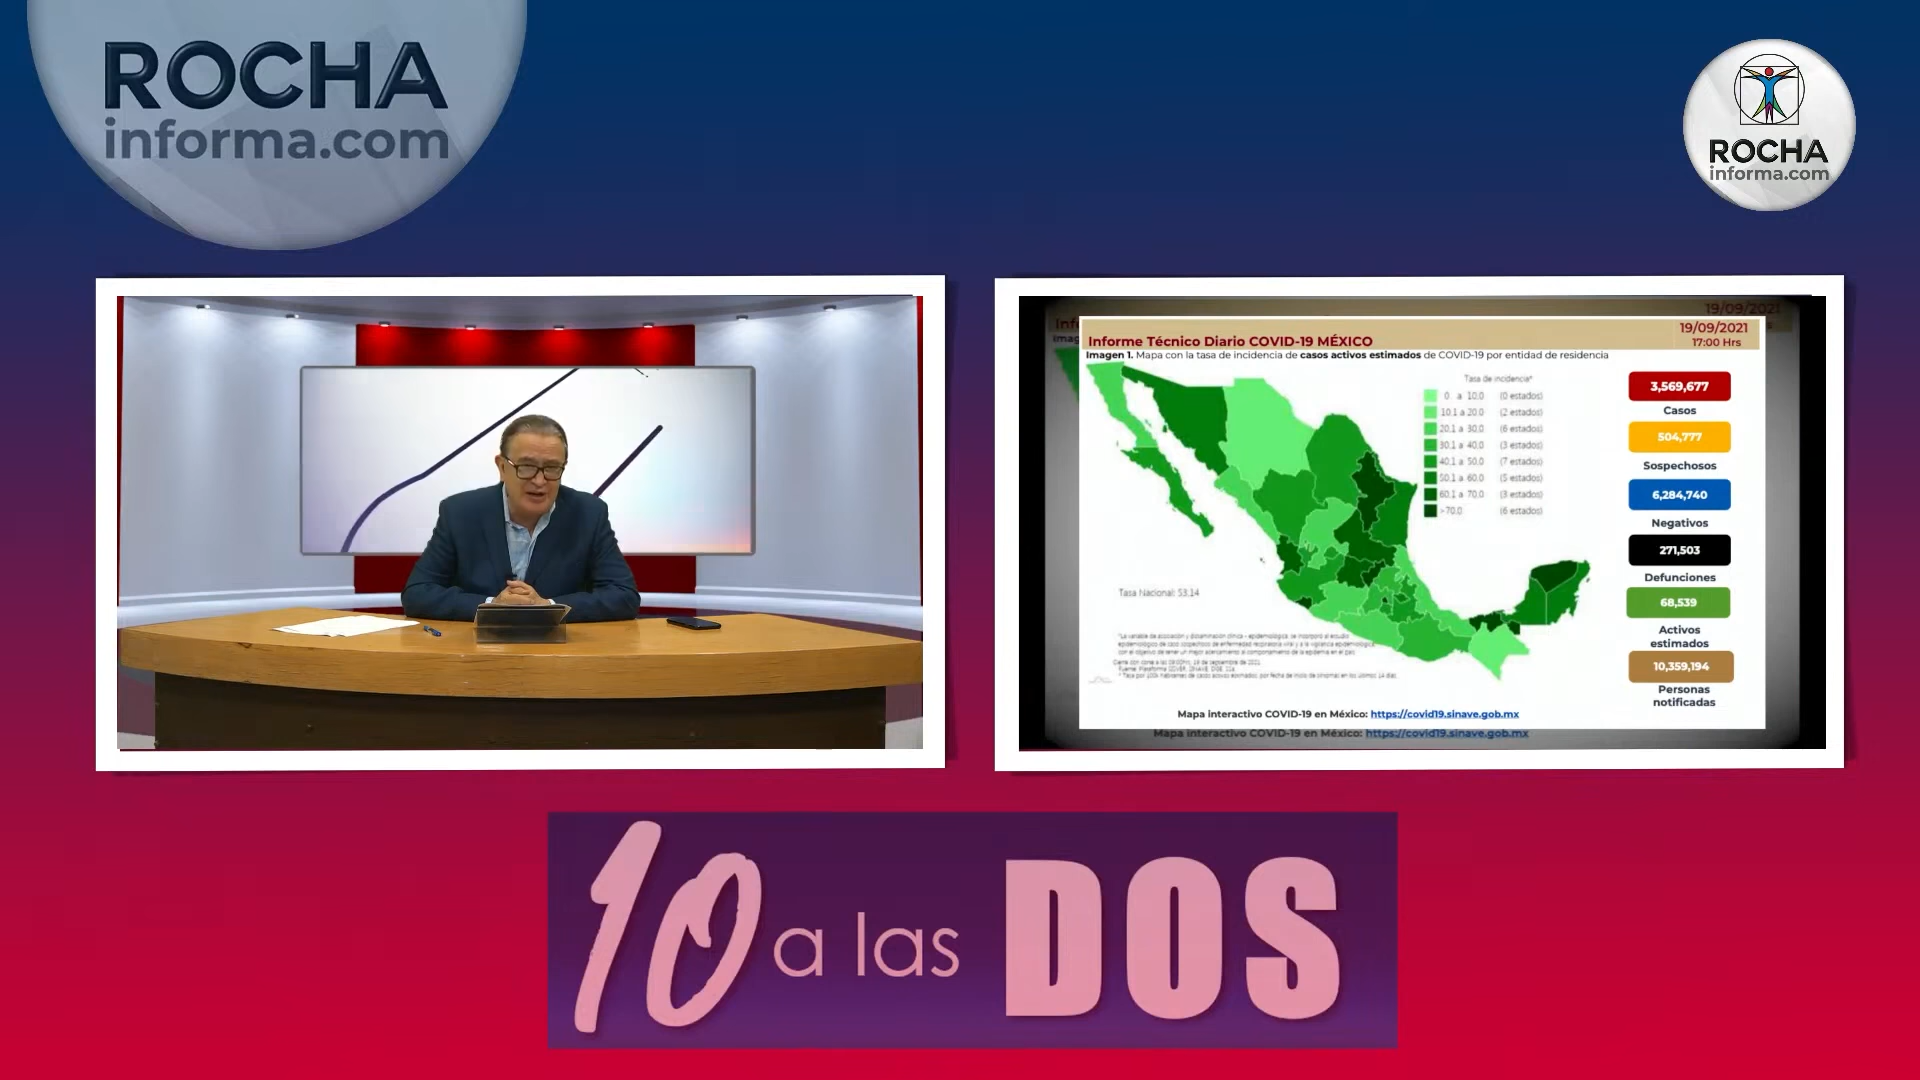 ROCHA
informa.com
ROCHA
informa.com
19/09/2021
Informe Técnico Diario COVID-19 MÉXICO
19/09/2021
17:00 Hrs
Imagen 1. Mapa con la tasa de incidencia de casos activos estimados de COVID-19 por entidad de residencia
Tasa de incidencia*
0 a 10.0 (0 estados)
10.1 a 20.0 (2 estados)
20.1 a 30.0 (6 estados)
30.1 a 40.0 (3 estados)
40.1 a 50.0 (7 estados)
50.1 a 60.0 (5 estados)
60.1 a 70.0 (3 estados)
>70.0 (6 estados)
Tasa Nacional: 53.14
3,569,677
Casos
504,777
Sospechosos
6,284,740
Negativos
271,503
Defunciones
68,539
Activos
estimados
10,359,194
Personas
notificadas
Mapa interactivo COVID-19 en México: https://covid19.sinave.gob.mx
Mapa interactivo COVID-19 en México: https://covid19.sinave.gob.mx
10 a las DOS